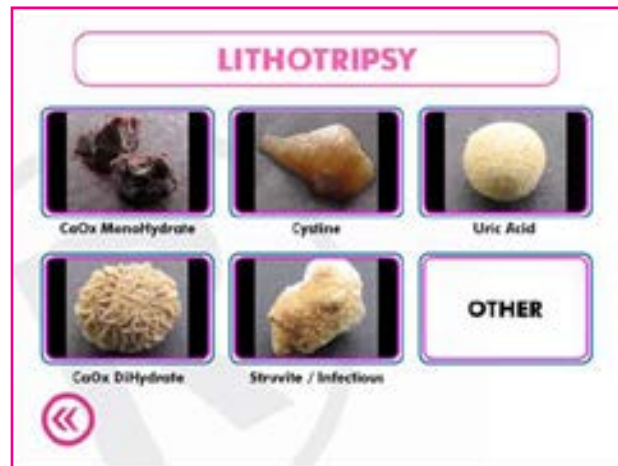 LITHOTRIPSY
CaOx MonoHydrate
Cystine
Uric Acid
CaOx DiHydrate
Struvite / Infectious
OTHER